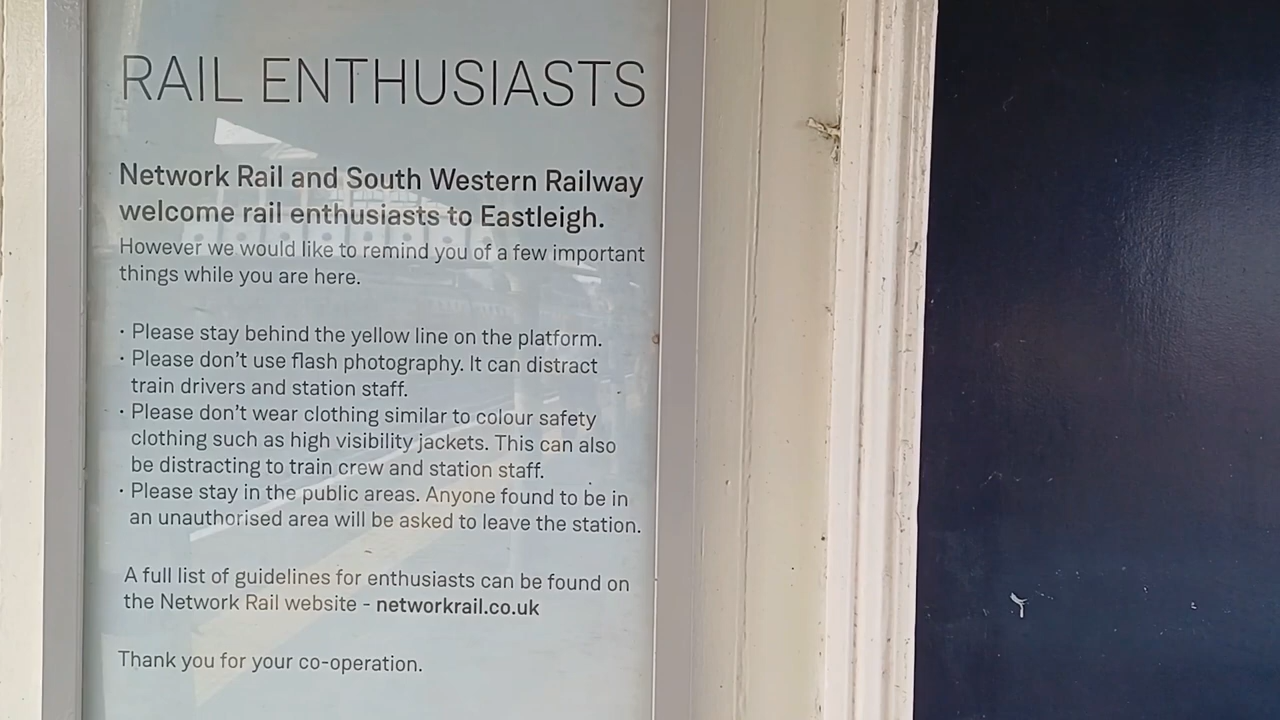 RAIL ENTHUSIASTS
Network Rail and South Western Railway
welcome rail enthusiasts to Eastleigh.
However we would like to remind you of a few important
things while you are here.
· Please stay behind the yellow line on the platform.
· Please don't use flash photography. It can distract
train drivers and station staff.
· Please don't wear clothing similar to colour safety
clothing such as high visibility jackets. This can also
be distracting to train crew and station staff.
· Please stay in the public areas. Anyone found to be in
an unauthorised area will be asked to leave the station.
A full list of guidelines for enthusiasts can be found on
the Network Rail website - networkrail.co.uk
Thank you for your co-operation.